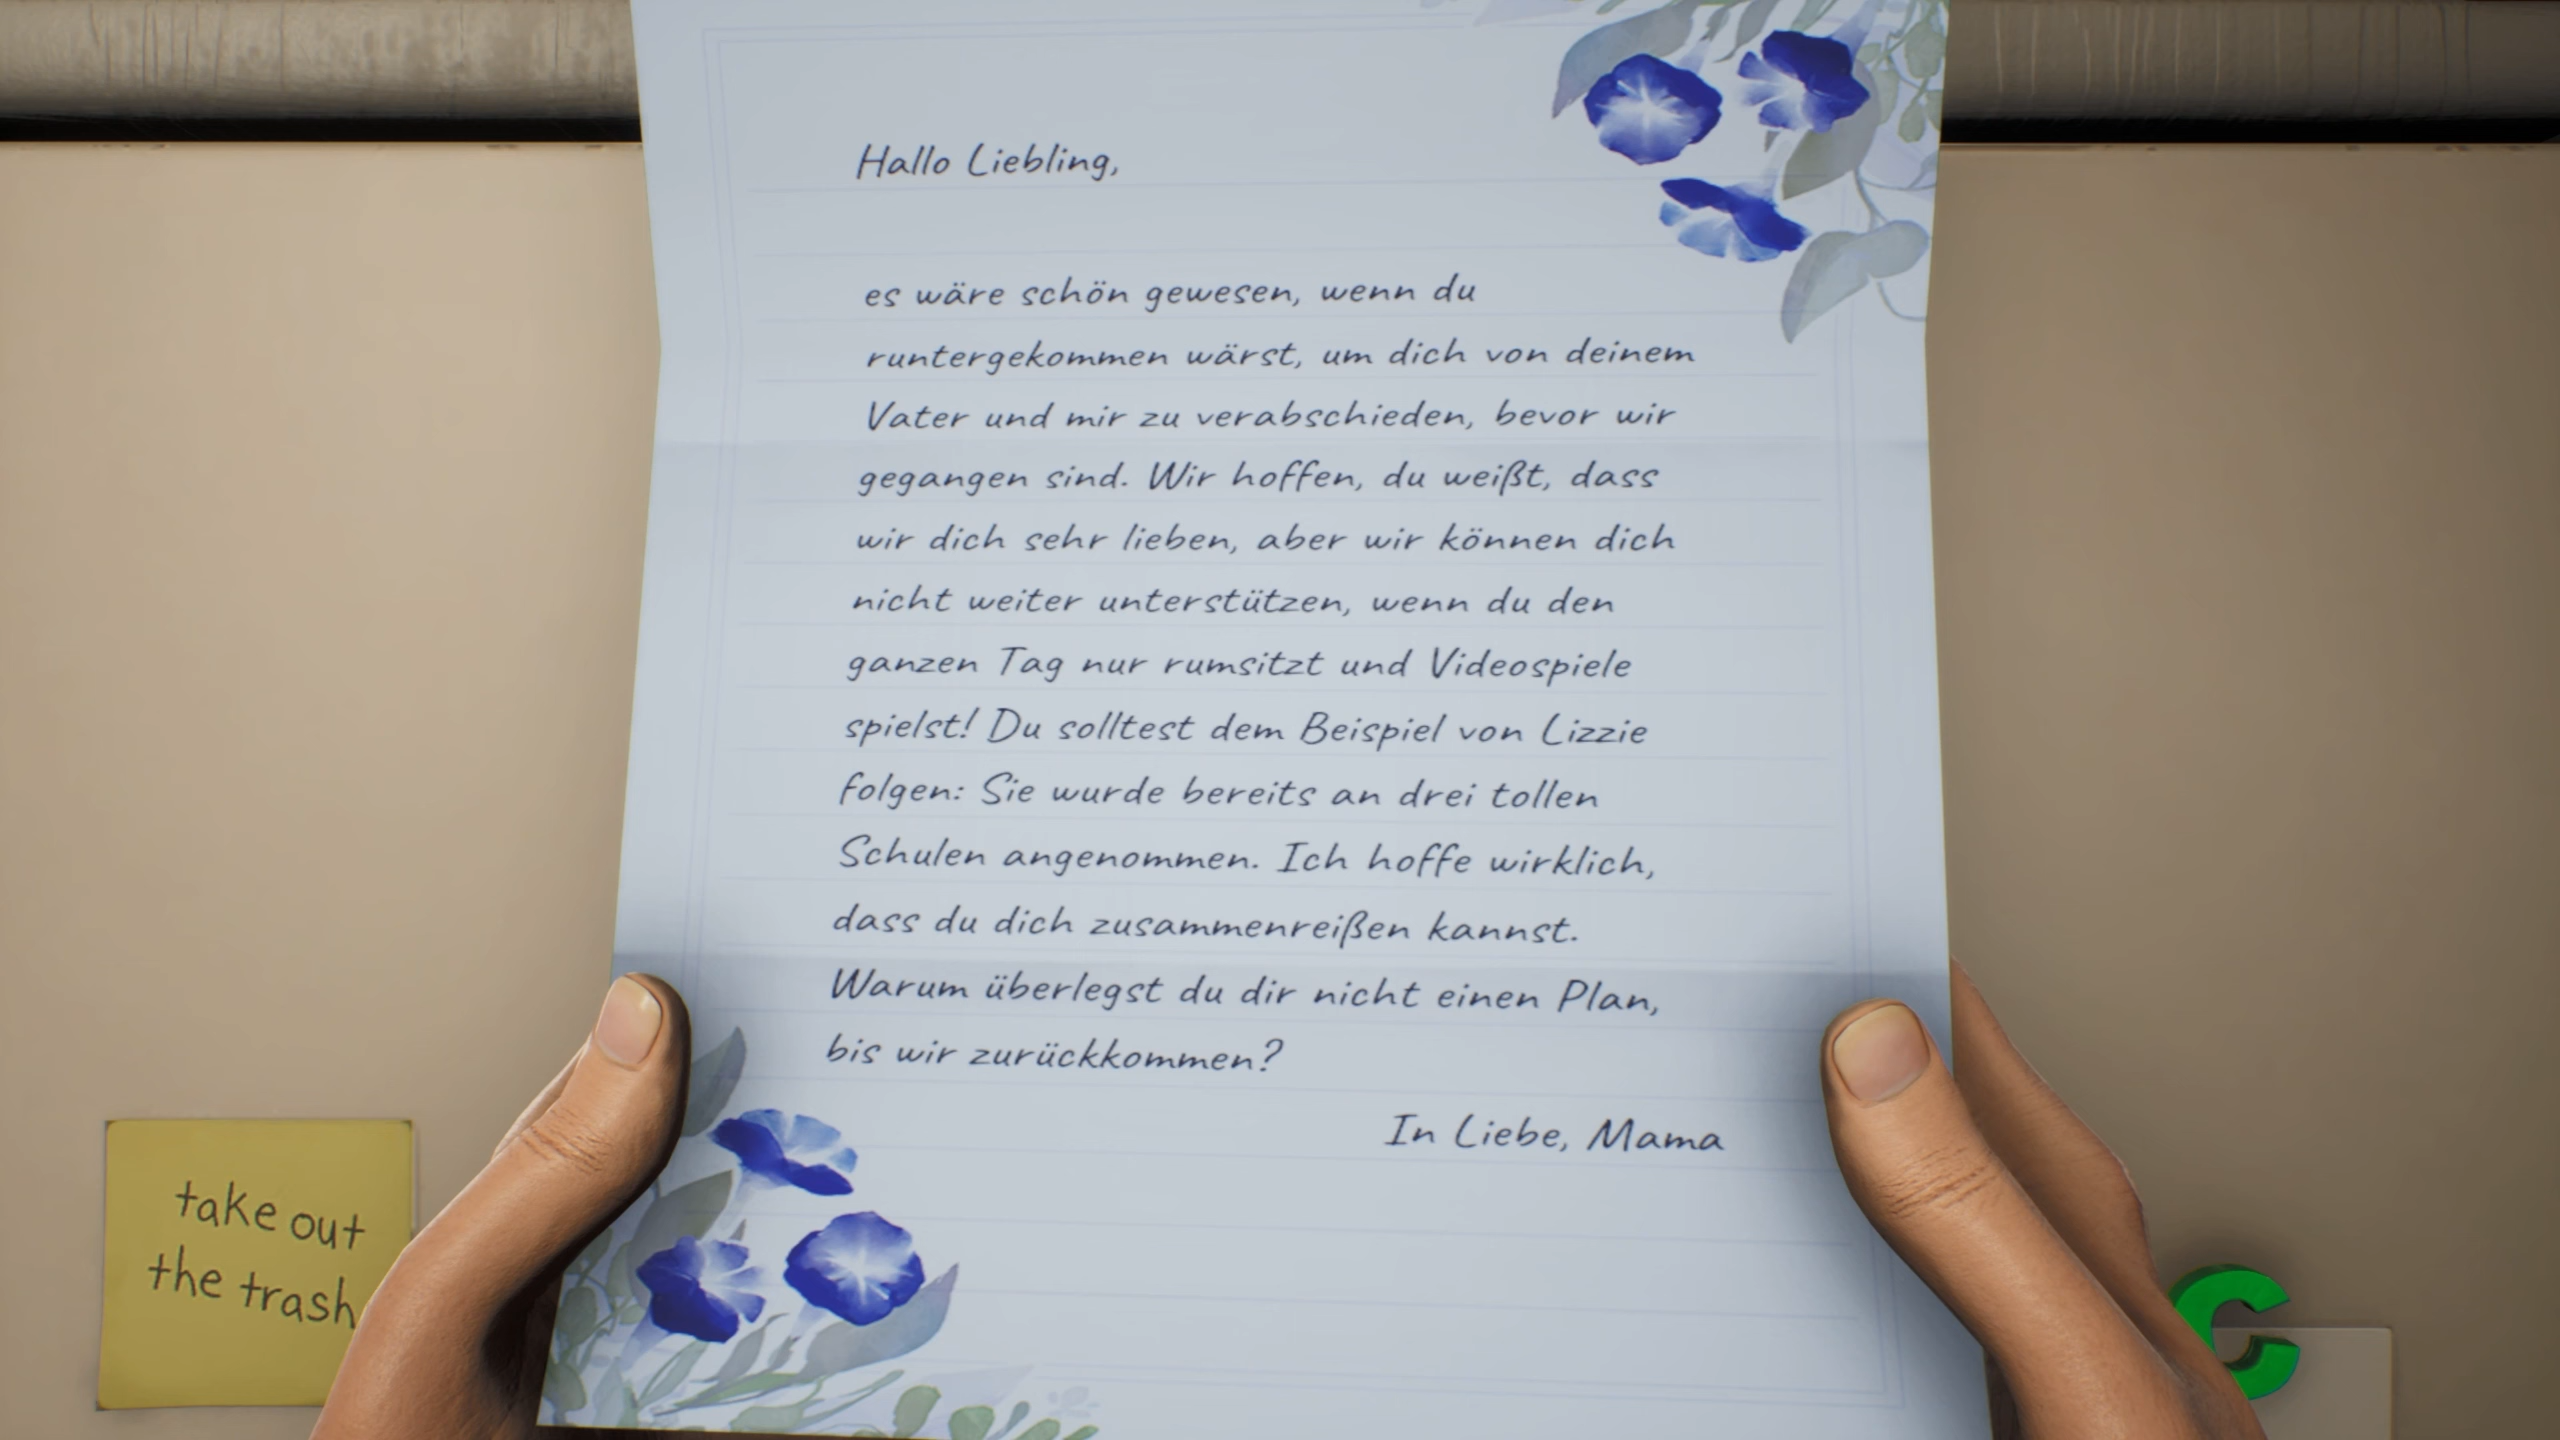 Hallo Liebling,
es wäre schön gewesen, wenn du
runtergekommen wärst, um dich von deinem
Vater und mir zu verabschieden, bevor wir
gegangen sind. Wir hoffen, du weißt, dass
wir dich sehr lieben, aber wir können dich
nicht weiter unterstützen, wenn du den
ganzen Tag nur rumsitzt und Videospiele
spielst! Du solltest dem Beispiel von Lizzie
folgen: Sie wurde bereits an drei tollen
Schulen angenommen. Ich hoffe wirklich,
dass du dich zusammenreißen kannst.
Warum überlegst du dir nicht einen Plan,
bis wir zurückkommen?
In Liebe, Mama
take out
the trash
C